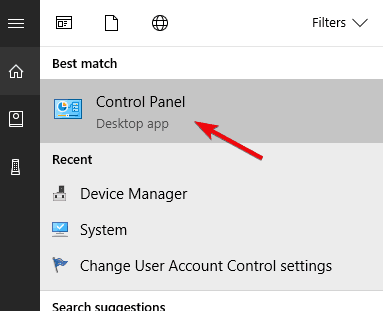 Filters
Best match
Control Panel
Desktop app
Recent
Device Manager
System
Change User Account Control settings
Search suggestions